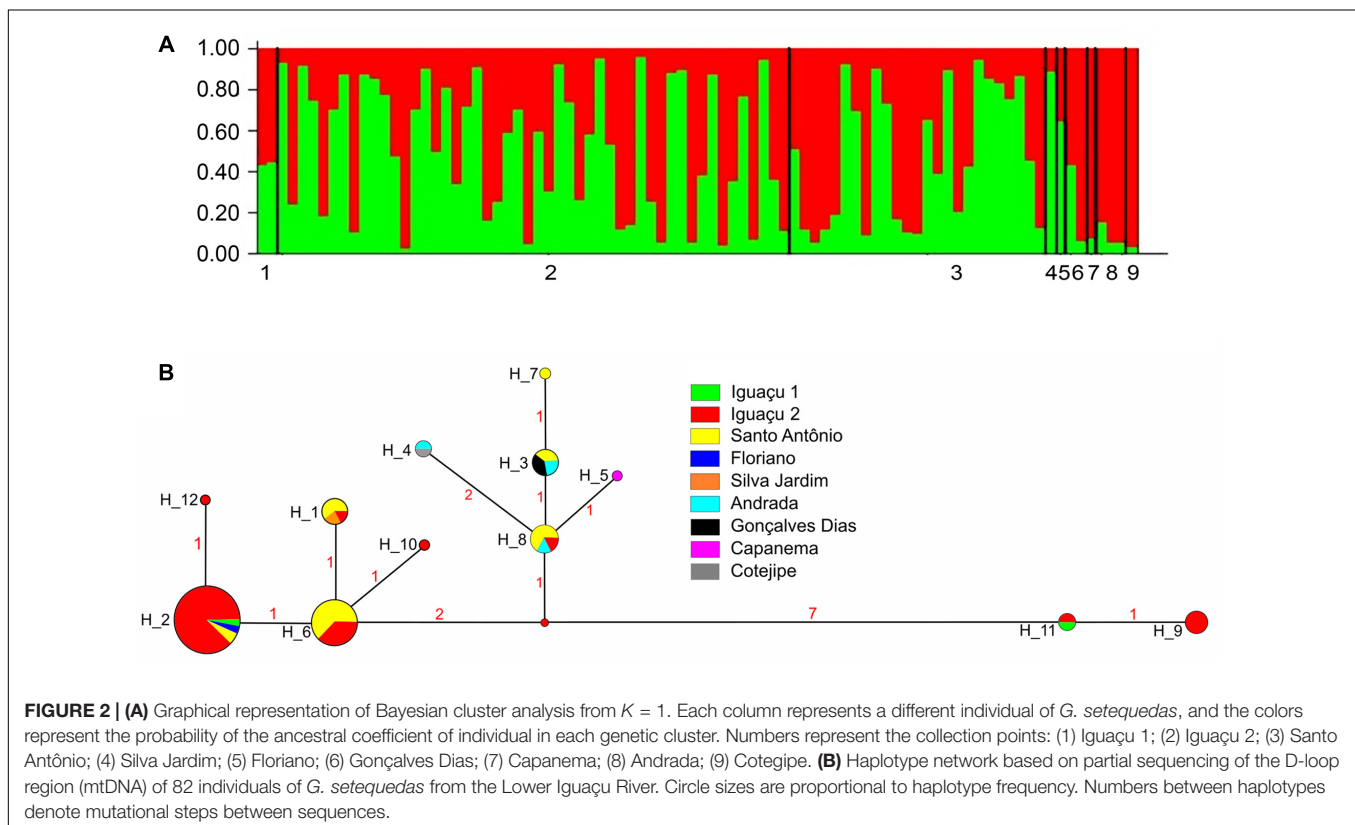 A
1.00
0.80
0.60
0.40
0.20
0.00
1 2 3 4 5 6 7 8 9
B
H_7
1
Iguaçu 1
Iguaçu 2
Santo Antônio
Floriano
Silva Jardim
Andrada
Gonçalves Dias
Capanema
Cotejipe
H_4
H_3
H_5
2
1
1
H_12
H_1
H_10
H_8
1
1
1
1
H_2
1
H_6
2
7
H_11
1
H_9
FIGURE 2 | (A) Graphical representation of Bayesian cluster analysis from K = 1. Each column represents a different individual of G. setequedas, and the colors
represent the probability of the ancestral coefficient of individual in each genetic cluster. Numbers represent the collection points: (1) Iguaçu 1; (2) Iguaçu 2; (3) Santo
Antônio; (4) Silva Jardim; (5) Floriano; (6) Gonçalves Dias; (7) Capanema; (8) Andrada; (9) Cotegipe. (B) Haplotype network based on partial sequencing of the D-loop
region (mtDNA) of 82 individuals of G. setequedas from the Lower Iguaçu River. Circle sizes are proportional to haplotype frequency. Numbers between haplotypes
denote mutational steps between sequences.